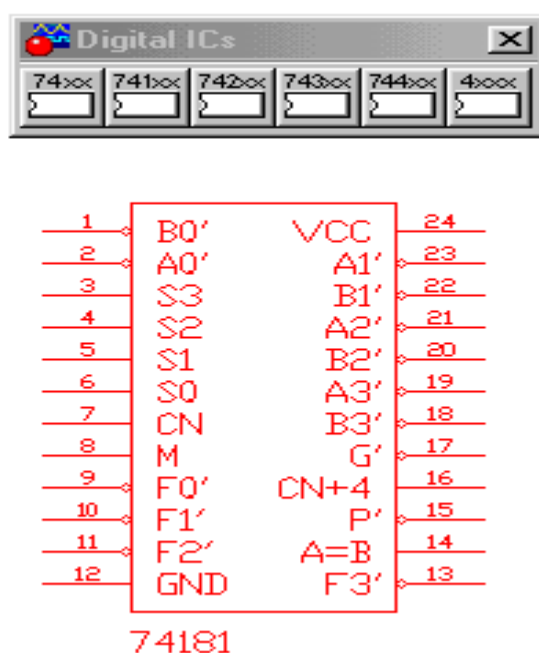 Digital ICs
74xx 741xx 742xx 743xx 744xx 4xxxx
1 B0' VCC 24
2 A0' A1' 23
3 S3 B1' 22
4 S2 A2' 21
5 S1 B2' 20
6 S0 A3' 19
7 CN B3' 18
8 M G' 17
9 F0' CN+4 16
10 F1' P' 15
11 F2' A=B 14
12 GND F3' 13
74181